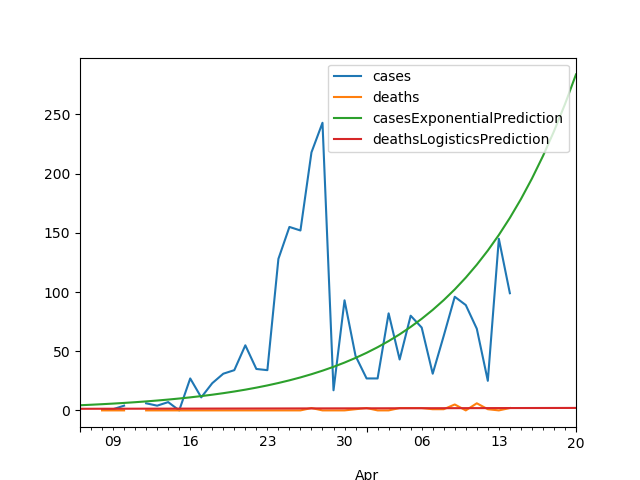 cases
deaths
casesExponentialPrediction
deathsLogisticsPrediction
250
200
150
100
50
0
09 16 23 30 06 13 20
Apr